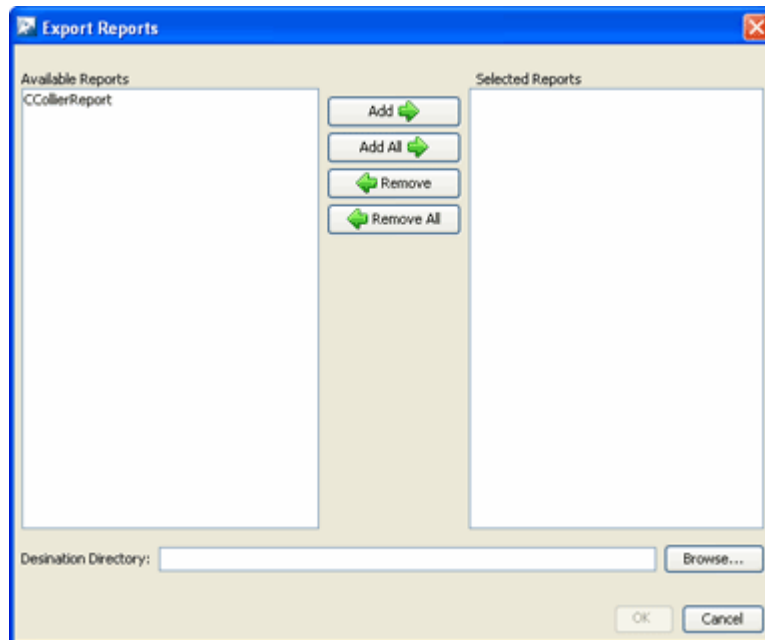 Export Reports
Available Reports
Selected Reports
CCollierReport
Add
Add All
Remove
Remove All
Desination Directory:
Browse...
OK
Cancel